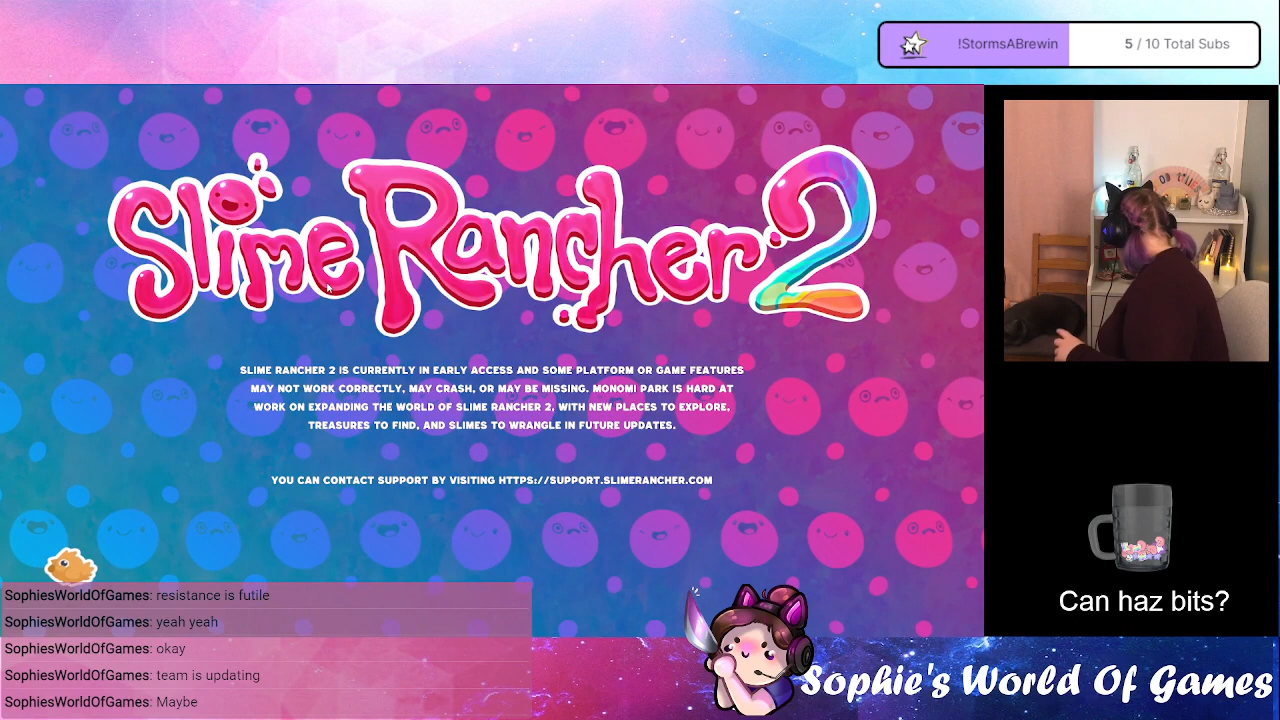 !StormsABrewin 5 / 10 Total Subs
Slime Rancher 2
SLIME RANCHER 2 IS CURRENTLY IN EARLY ACCESS AND SOME PLATFORM OR GAME FEATURES
MAY NOT WORK CORRECTLY, MAY CRASH, OR MAY BE MISSING. MONOMI PARK IS HARD AT
WORK ON EXPANDING THE WORLD OF SLIME RANCHER 2, WITH NEW PLACES TO EXPLORE,
TREASURES TO FIND, AND SLIMES TO WRANGLE IN FUTURE UPDATES.
YOU CAN CONTACT SUPPORT BY VISITING HTTPS://SUPPORT.SLIMERANCHER.COM
SophiesWorldOfGames: resistance is futile
SophiesWorldOfGames: yeah yeah
SophiesWorldOfGames: okay
SophiesWorldOfGames: team is updating
SophiesWorldOfGames: Maybe
Can haz bits?
Sophie's World Of Games